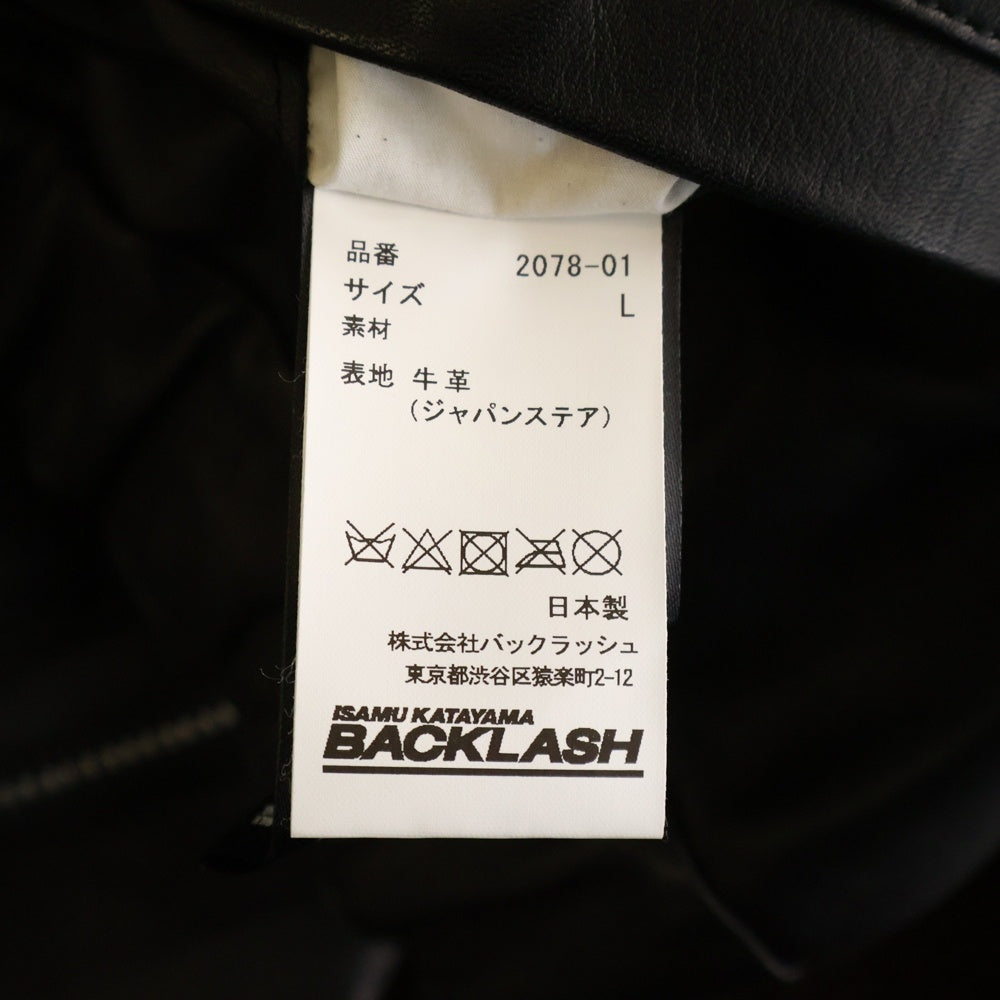 品番 2078-01
サイズ L
素材
表地 牛革
(ジャパンステア)
日本製
株式会社バックラッシュ
東京都渋谷区猿楽町2-12
ISAMU KATAYAMA
BACKLASH